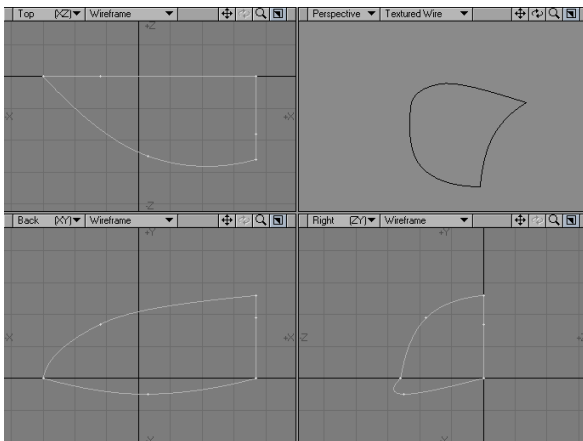 Top (XZ) Wireframe
Perspective Textured Wire
+Z
-X
+X
-Z
Back (XY) Wireframe
Right (ZY) Wireframe
+Y
+Y
-X
+X
-Z